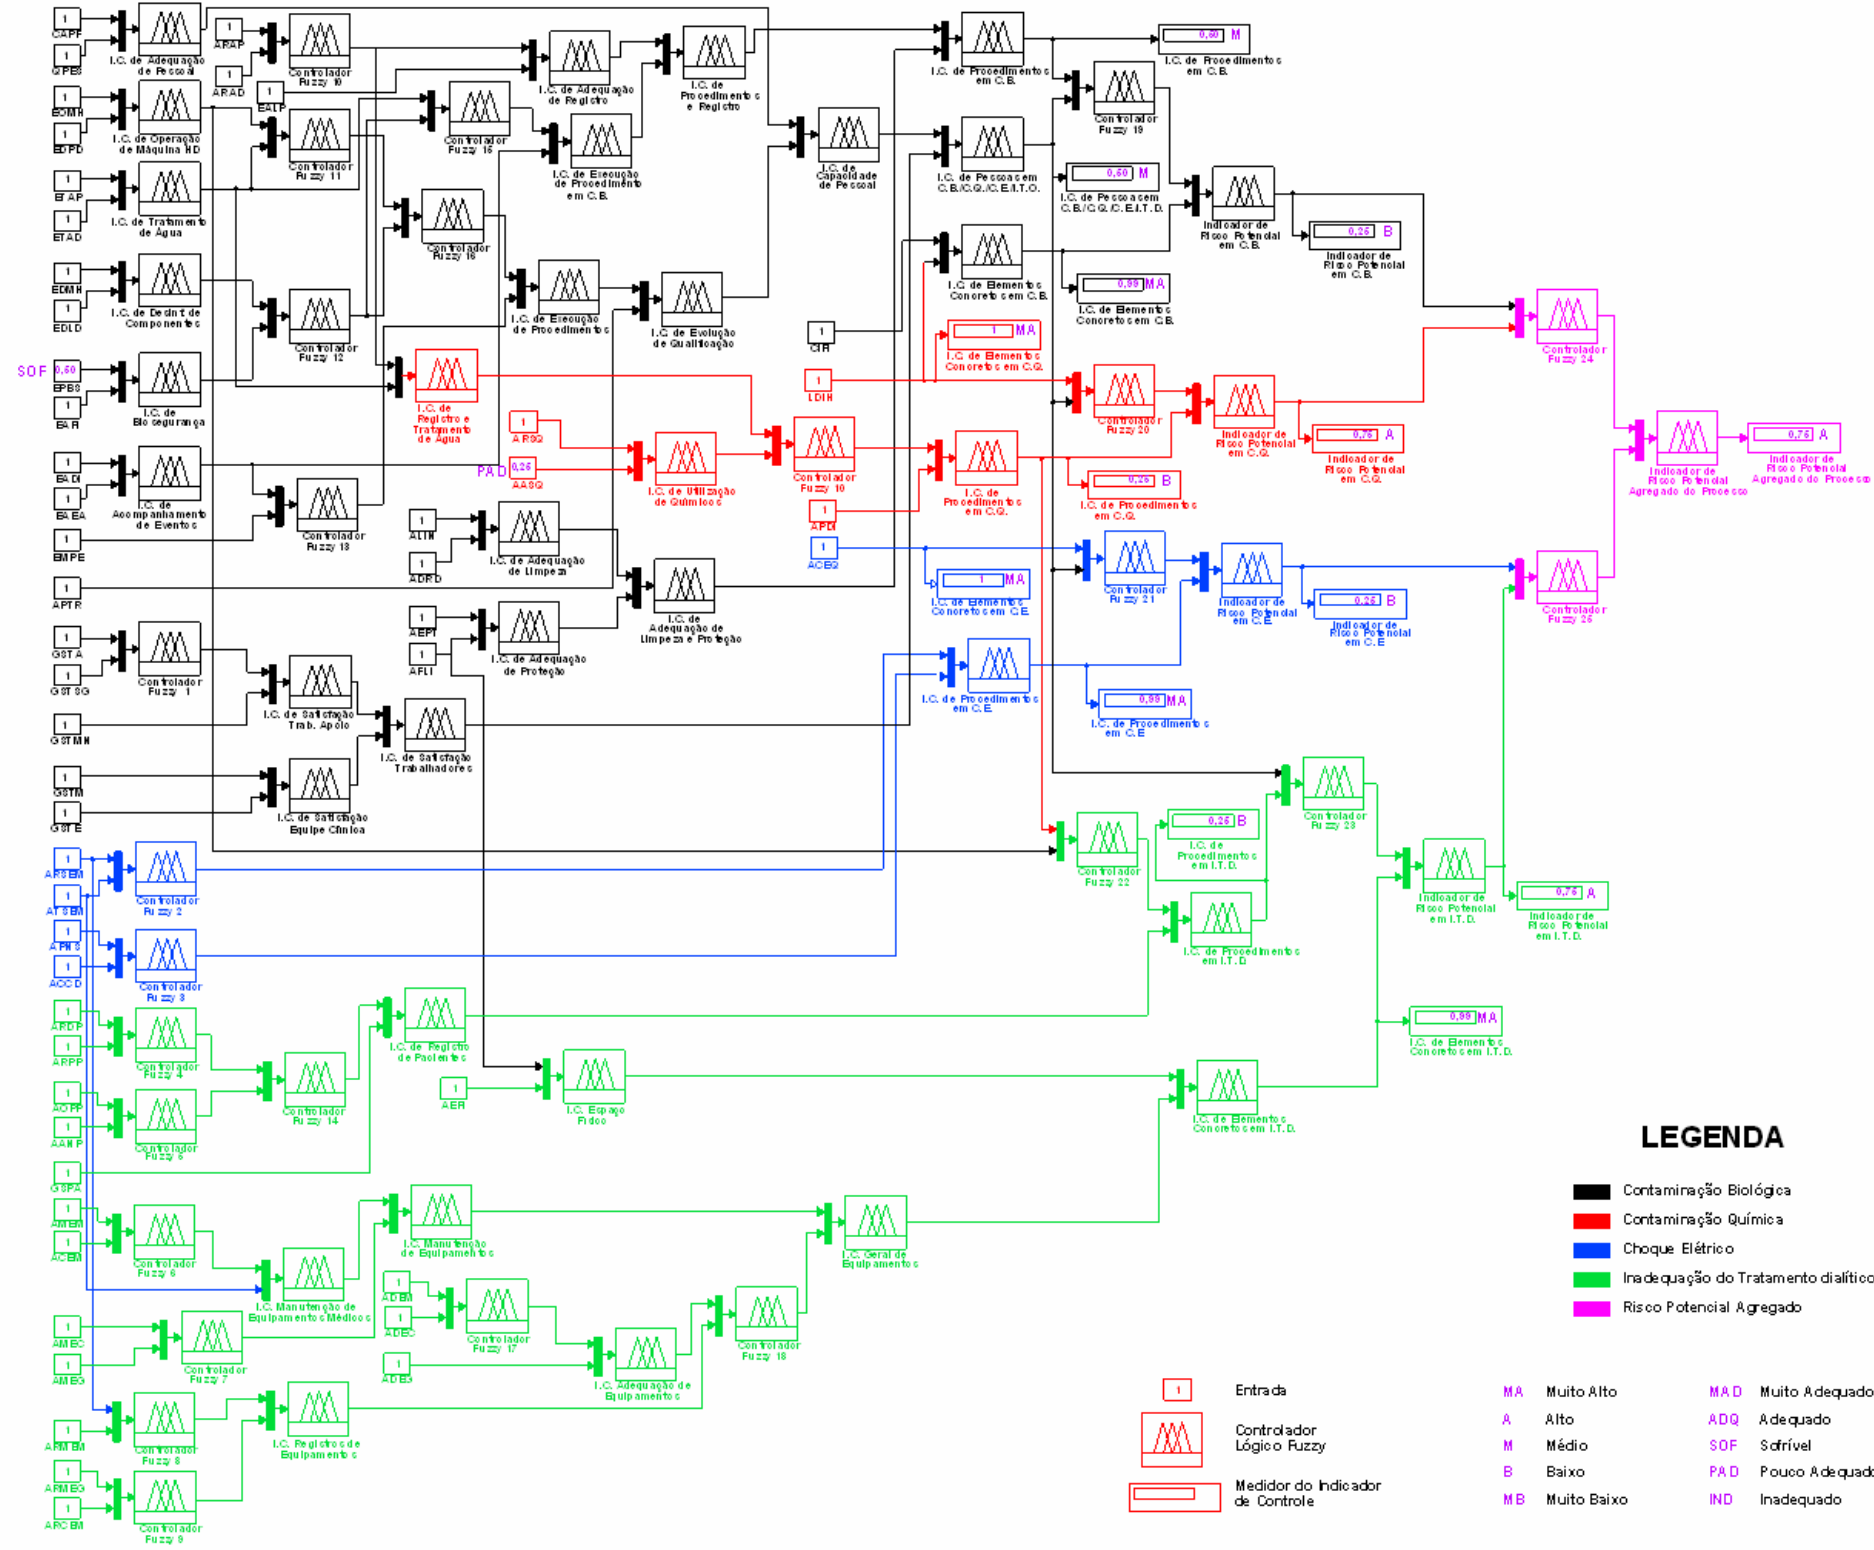 CAPF
QPES
I.C. de Adequação
de Pessoal
ARAP
ARAD
Controlador
Fuzzy 10
EALP
I.C. de Adequação
de Registro
I.C. de
Procedimentos
e Registro
I.C. de Procedimentos
em C.B.
0,50 M
I.C. de Procedimentos
em C.B.
Controlador
Fuzzy 19
EDPD
I.C. de Operação
de Máquina HD
Controlador
Fuzzy 11
Controlador
Fuzzy 15
I.C. de Execução
de Procedimento
em C.B.
I.C. de
Capacidade
de Pessoal
I.C. de Pessoas em
C.B./C.Q./C.E./I.T.D.
0,50 M
I.C. de Pessoas em
C.B./C.Q./C.E./I.T.D.
ETAP
ETAD
I.C. de Tratamento
de Água
Controlador
Fuzzy 16
Indicador de
Risco Potencial
em C.B.
0,25 B
Indicador de
Risco Potencial
em C.B.
EDMH
EDLD
I.C. de Desinf. de
Componentes
Controlador
Fuzzy 12
I.C. de Execução
de Procedimentos
I.C. de Evolução
de Qualificação
I.C. de Elementos
Concretos em C.B.
0,99 MA
I.C. de Elementos
Concretos em C.B.
CIR
1 MA
I.C. de Elementos
Concretos em C.Q.
Controlador
Fuzzy 24
SOF 0,50
EPBS
I.C. de
Biosegurança
I.C. de
Registro e
Tratamento
de Água
1
LDIN
Controlador
Fuzzy 20
Indicador de
Risco Potencial
em C.Q.
0,75 A
Indicador de
Risco Potencial
em C.Q.
1
ARSQ
PAD 0,25
AASQ
I.C. de Utilização
de Químicos
Controlador
Fuzzy 18
APDI
I.C. de
Procedimentos
em C.Q.
0,25 B
I.C. de Procedimentos
em C.Q.
Indicador de
Risco Potencial
Agregado do Processo
0,75 A
Indicador de
Risco Potencial
Agregado do Processo
EADI
EAEA
I.C. de
Acompanhamento
de Eventos
EMPE
Controlador
Fuzzy 13
ALIN
ADRD
I.C. de Adequação
de Limpeza
ACEQ
1 MA
I.C. de Elementos
Concretos em C.E.
Controlador
Fuzzy 21
Indicador de
Risco Potencial
em C.E.
0,25 B
Indicador de
Risco Potencial
em C.E
Controlador
Fuzzy 25
APTR
AEPI
AFLI
I.C. de Adequação
de Proteção
I.C. de
Adequação de
Limpeza e Proteção
GSTA
GSTSG
Controlador
Fuzzy 1
I.C. de Satisfação
Trab. Apoio
GSTMN
I.C. de Satisfação
Trabalhadores
I.C. de Procedimentos
em C.E.
0,99 MA
I.C. de Procedimentos
em C.E
GSTM
GSTE
I.C. de Satisfação
Equipe Clínica
Controlador
Fuzzy 23
ARSEM
ATSEM
Controlador
Fuzzy 2
Controlador
Fuzzy 22
0,25 B
I.C. de
Procedimentos
em I.T.D.
Indicador de
Risco Potencial
em I.T.D.
0,75 A
Indicador de
Risco Potencial
em I.T.D.
APNS
ACCD
Controlador
Fuzzy 3
I.C. de Procedimentos
em I.T.D
ARDP
ARPP
Controlador
Fuzzy 4
I.C. de Registro
de Pacientes
0,99 MA
I.C. de Elementos
Concretos em I.T.D.
AOPP
AANP
Controlador
Fuzzy 5
Controlador
Fuzzy 14
AER
I.C. Espaço
Físico
I.C. de Elementos
Concretos em I.T.D.
GSPA
AMEM
ACEM
Controlador
Fuzzy 6
I.C. Manutenção
de Equipamentos
I.C. Geral de
Equipamentos
I.C. Manutenção de
Equipamentos Médicos
ADEM
ADEC
Controlador
Fuzzy 17
ADEG
I.C. Adequação de
Equipamentos
Controlador
Fuzzy 18
AMEC
AMEG
Controlador
Fuzzy 7
ARMEM
Controlador
Fuzzy 8
I.C. Registros de
Equipamentos
ARMEG
ARCEM
Controlador
Fuzzy 9
LEGENDA
Contaminação Biológica
Contaminação Química
Choque Elétrico
Inadequação do Tratamento dialítico
Risco Potencial Agregado
1 Entrada
Controlador
Lógico Fuzzy
Medidor do Indicador
de Controle
MA Muito Alto
A Alto
M Médio
B Baixo
MB Muito Baixo
MAD Muito Adequado
ADQ Adequado
SOF Sofrível
PAD Pouco Adequado
IND Inadequado